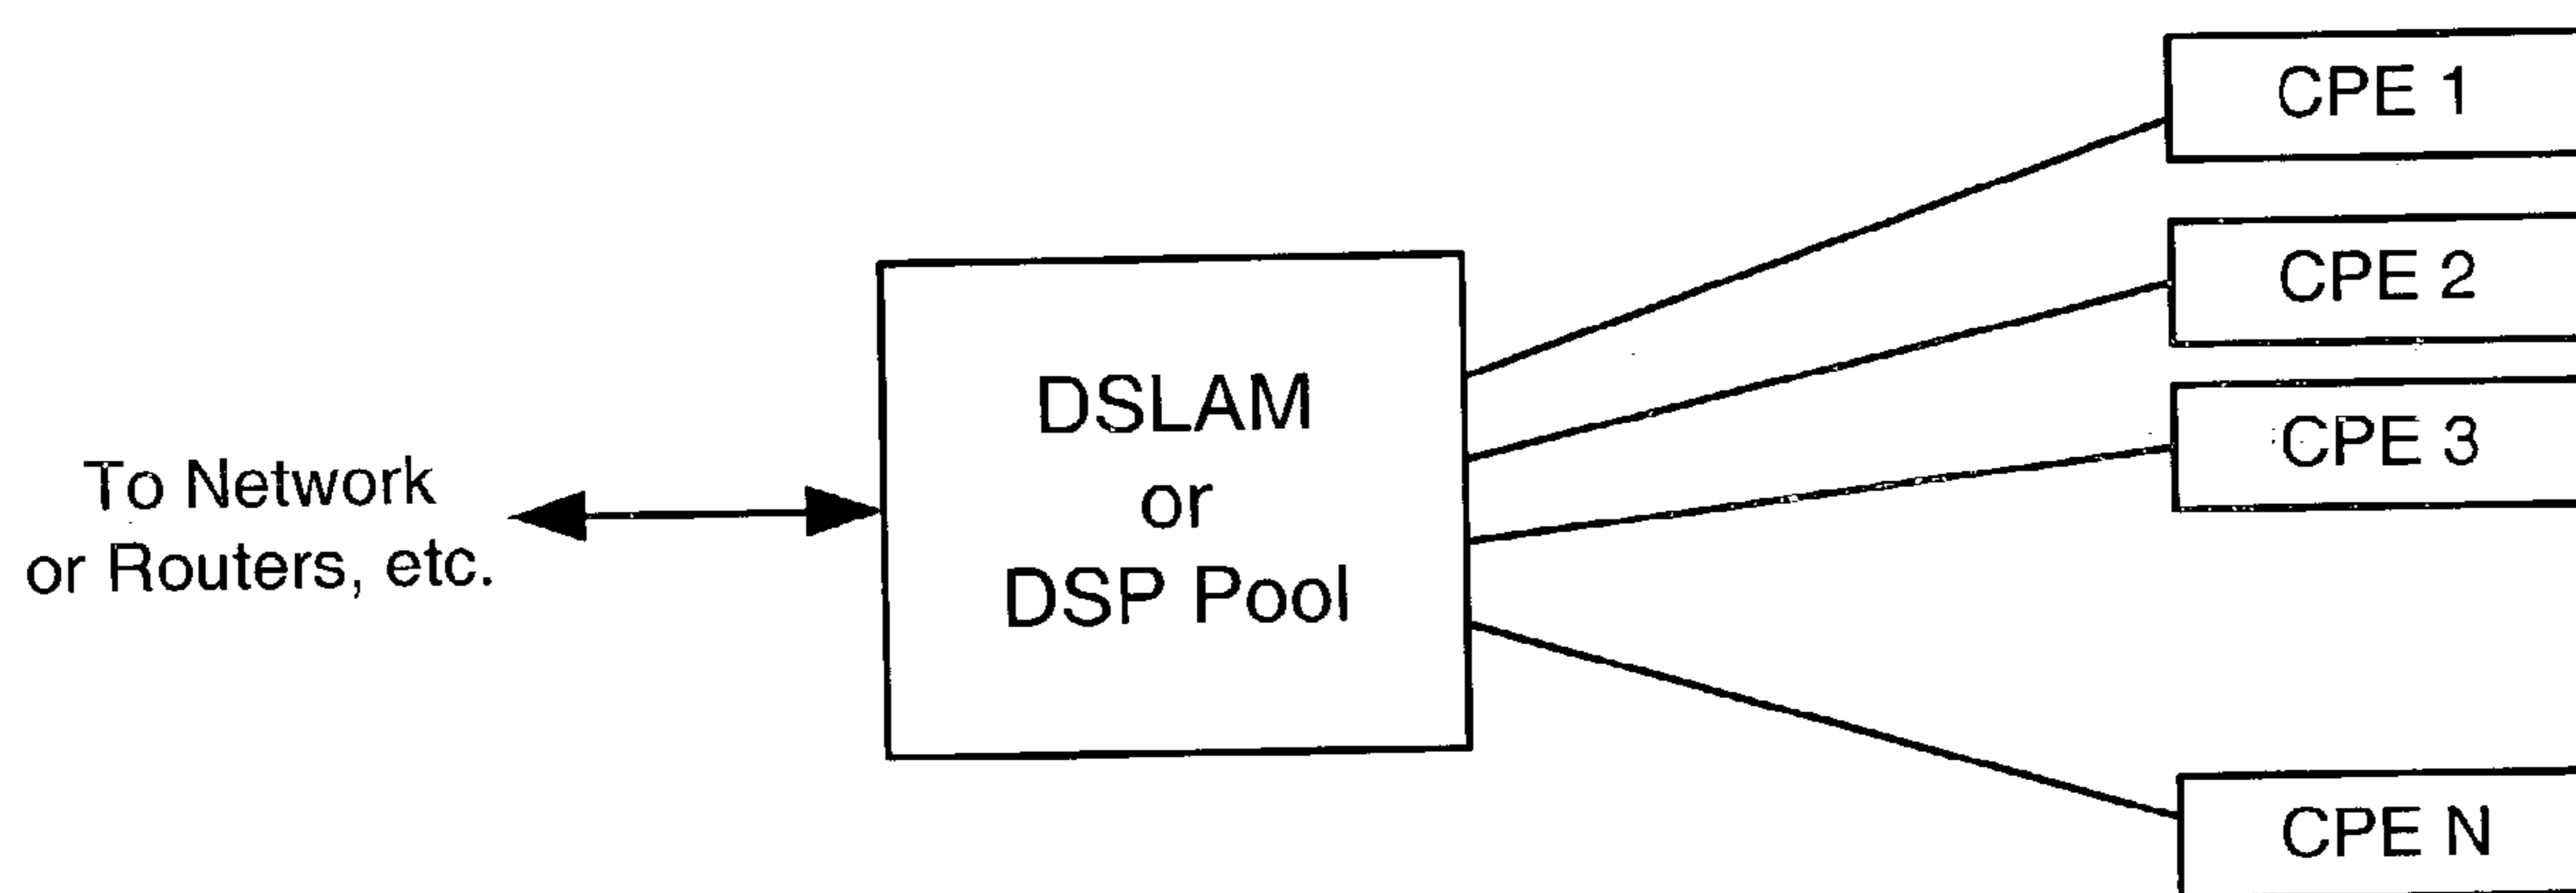 To Network
or Routers, etc.
DSLAM
or
DSP Pool
CPE 1
CPE 2
CPE 3
CPE N